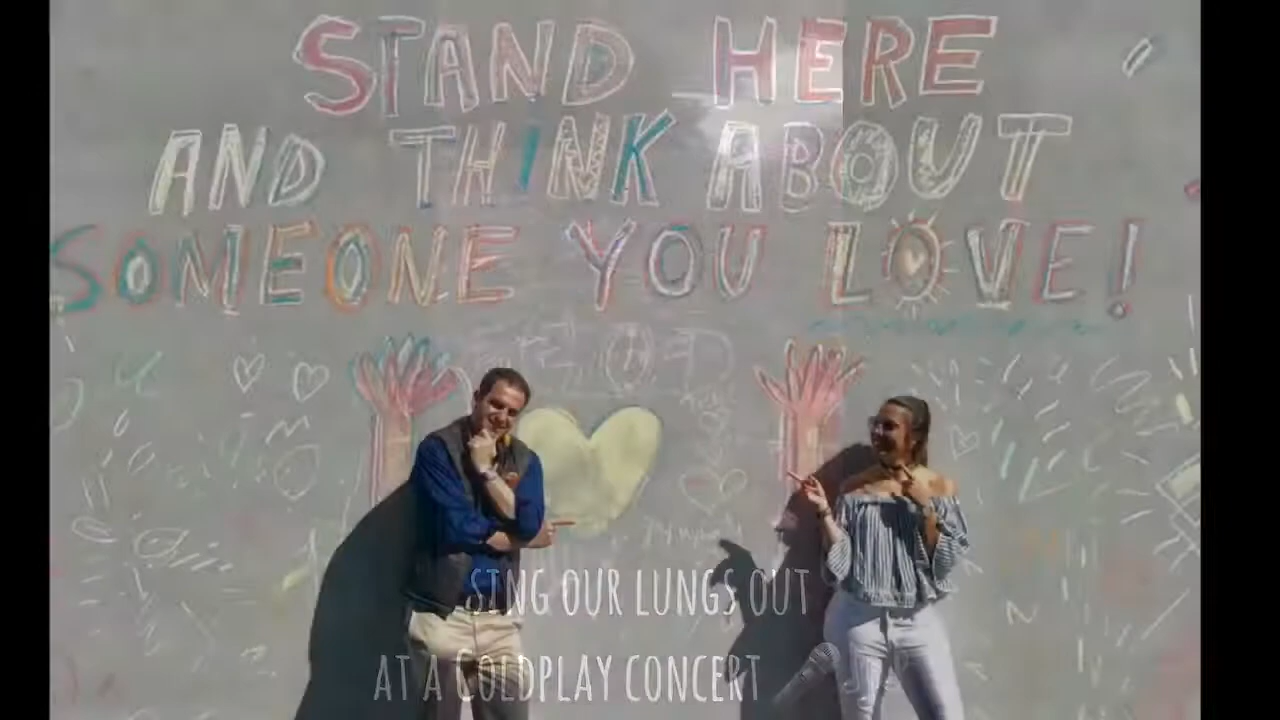 STAND HERE
AND THINK ABOUT
SOMEONE YOU LOVE!
SING OUR LUNGS OUT
AT A COLDPLAY CONCERT